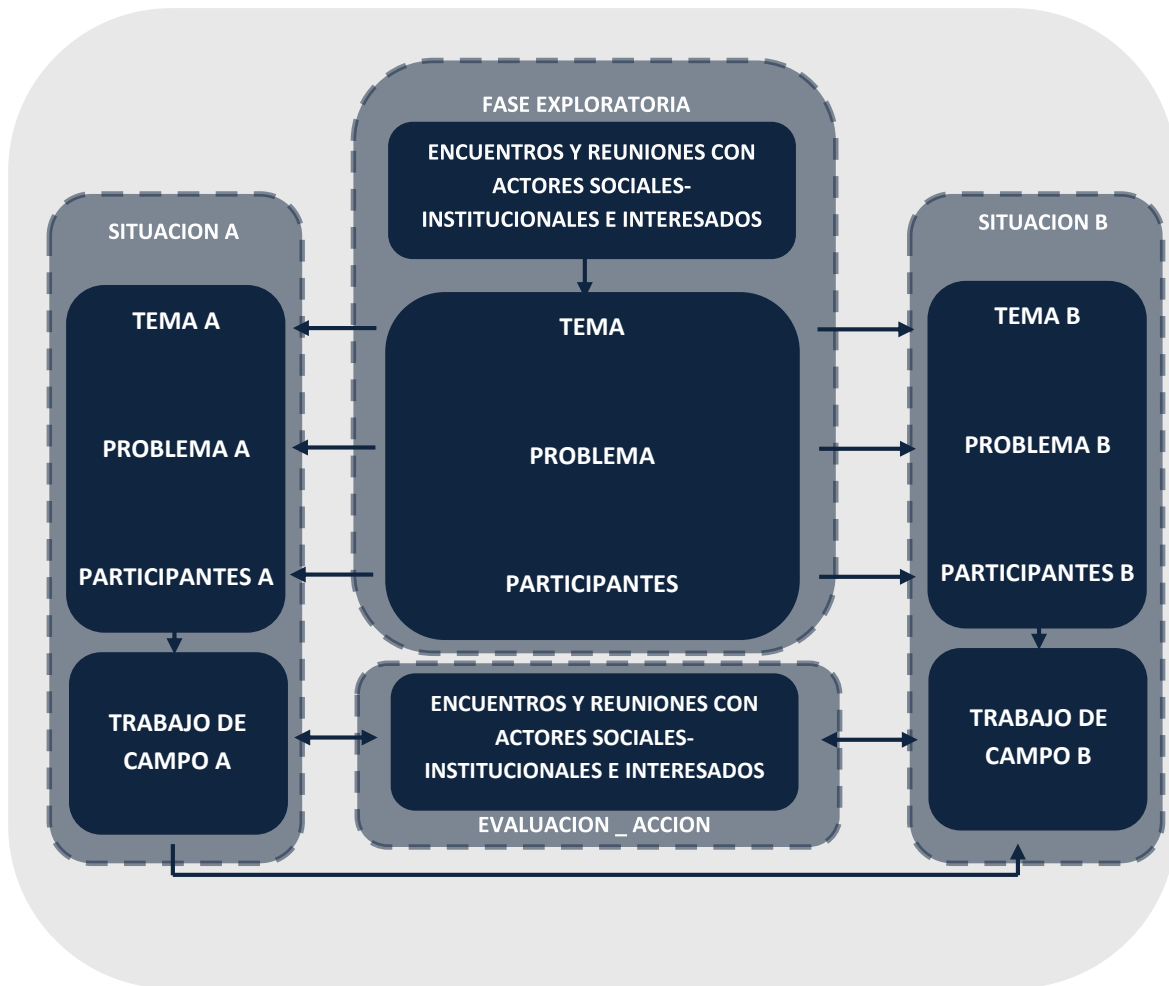 FASE EXPLORATORIA
ENCUENTROS Y REUNIONES CON
ACTORES SOCIALES-
INSTITUCIONALES E INTERESADOS
TEMA
PROBLEMA
PARTICIPANTES
SITUACION A
TEMA A
PROBLEMA A
PARTICIPANTES A
TRABAJO DE
CAMPO A
SITUACION B
TEMA B
PROBLEMA B
PARTICIPANTES B
TRABAJO DE
CAMPO B
ENCUENTROS Y REUNIONES CON
ACTORES SOCIALES-
INSTITUCIONALES E INTERESADOS
EVALUACION _ ACCION